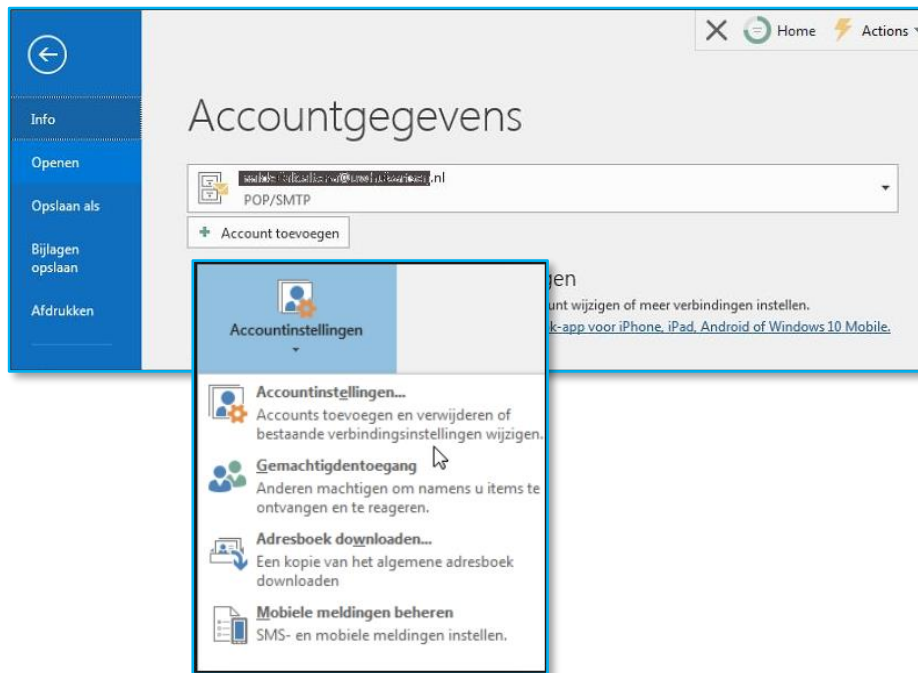 Home
Actions
Info
Openen
Opslaan als
Bijlagen
opslaan
Afdrukken
Accountgegevens
.nl
POP/SMTP
Account toevoegen
gen
unt wijzigen of meer verbindingen instellen.
k-app voor iPhone, iPad, Android of Windows 10 Mobile.
Accountinstellingen
Accountinstellingen...
Accounts toevoegen en verwijderen of
bestaande verbindingsinstellingen wijzigen.
Gemachtigdentoegang
Anderen machtigen om namens u items te
ontvangen en te reageren.
Adresboek downloaden...
Een kopie van het algemene adresboek
downloaden
Mobiele meldingen beheren
SMS- en mobiele meldingen instellen.